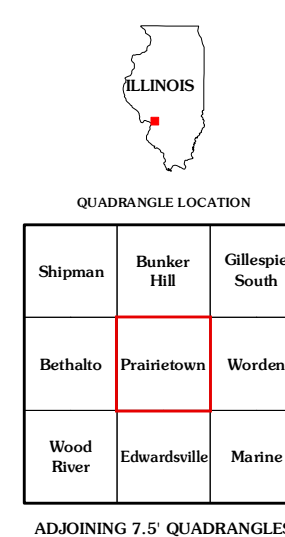 ILLINOIS
QUADRANGLE LOCATION
Shipman
Bunker
Hill
Gillespie
South
Bethalto
Prairietown
Worden
Wood
River
Edwardsville
Marine
ADJOINING 7.5' QUADRANGLES